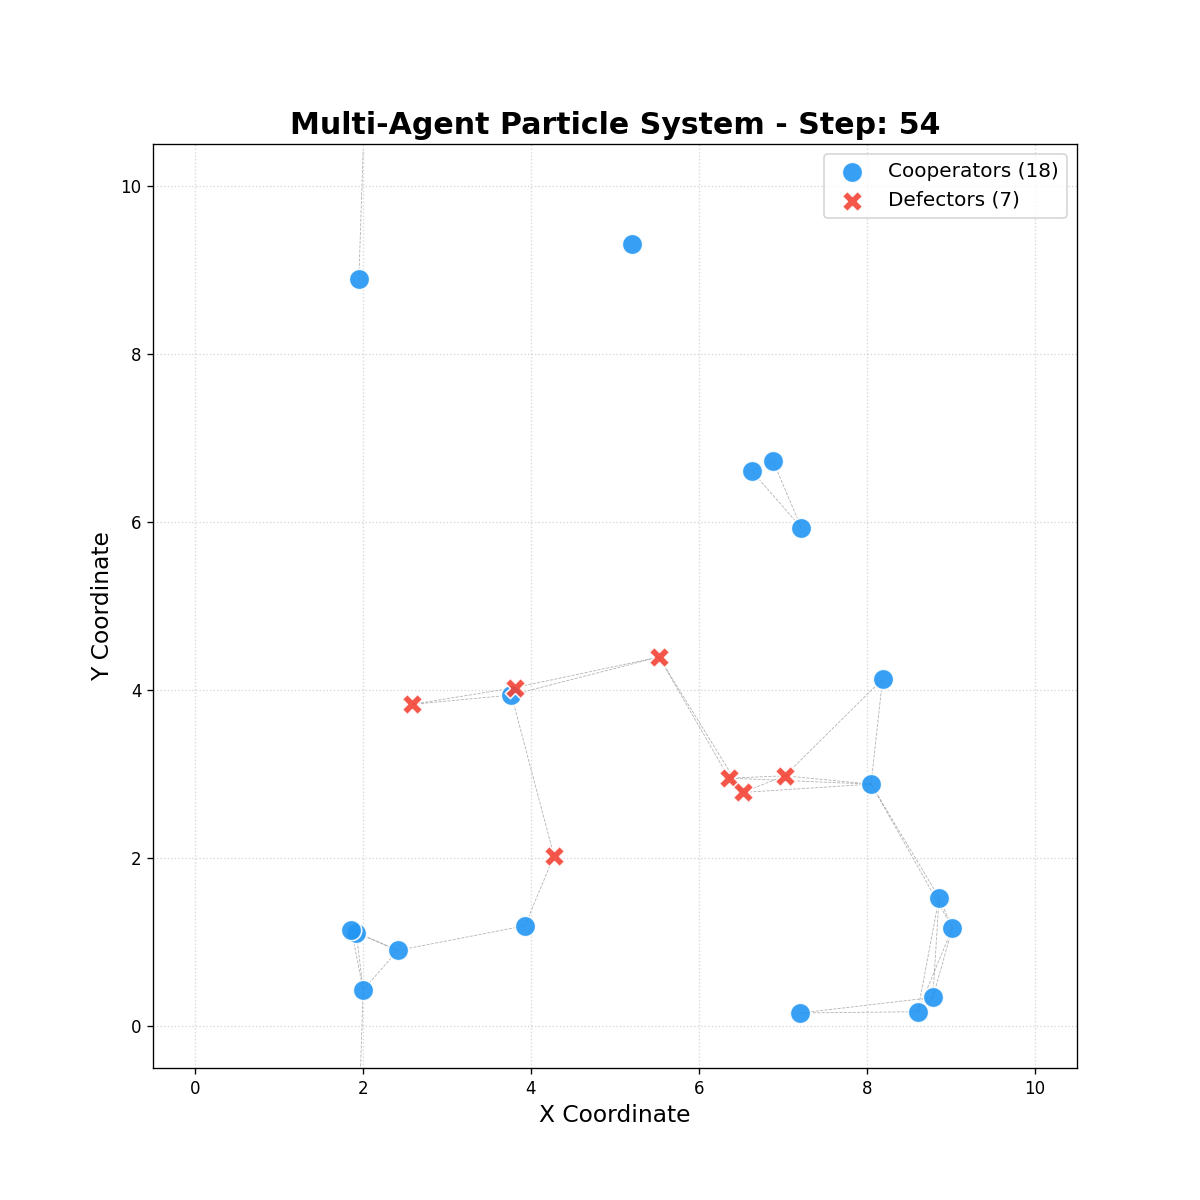 Multi-Agent Particle System - Step: 54
Cooperators (18)
Defectors (7)
Y Coordinate
10
8
6
4
2
0
0 2 4 6 8 10
X Coordinate